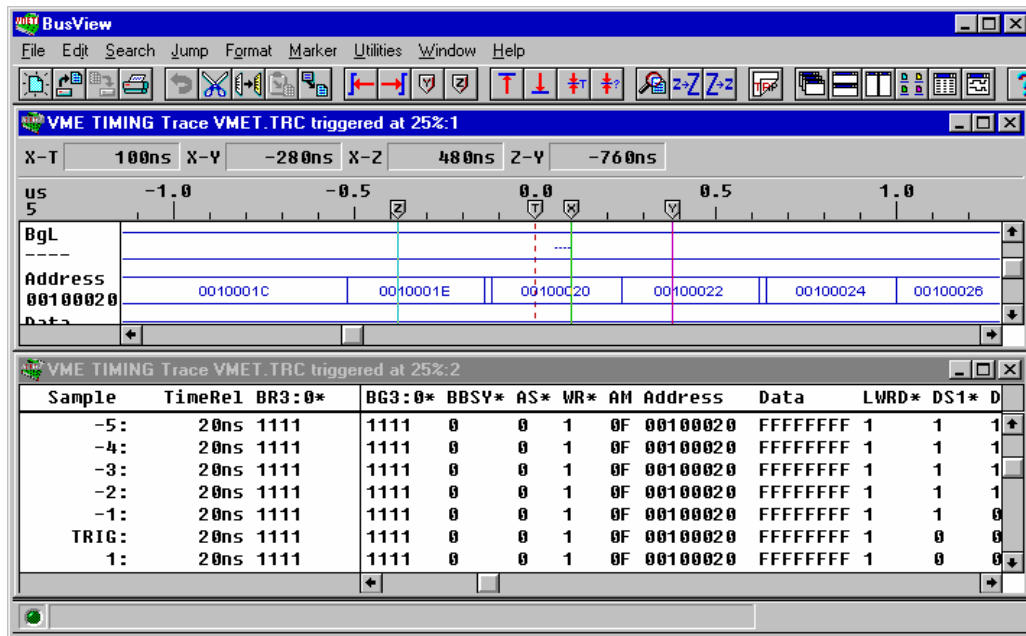 BusView
File Edit Search Jump Format Marker Utilities Window Help
VME TIMING Trace VMET.TRC triggered at 25%:1
X-T 100ns X-Y -280ns X-Z 480ns Z-Y -760ns
us -1.0 -0.5 0.0 0.5 1.0
5 Z T X Y
BgL
----
Address
00100020 0010001C 0010001E 00100020 00100022 00100024 00100026
Data
VME TIMING Trace VMET.TRC triggered at 25%:2
Sample TimeRel BR3:0* BG3:0* BBSY* AS* WR* AM Address Data LWRD* DS1* D
-5: 20ns 1111 1111 0 0 1 0F 00100020 FFFFFFFF 1 1 1
-4: 20ns 1111 1111 0 0 1 0F 00100020 FFFFFFFF 1 1 1
-3: 20ns 1111 1111 0 0 1 0F 00100020 FFFFFFFF 1 1 1
-2: 20ns 1111 1111 0 0 1 0F 00100020 FFFFFFFF 1 1 1
-1: 20ns 1111 1111 0 0 1 0F 00100020 FFFFFFFF 1 1 0
TRIG: 20ns 1111 1111 0 0 1 0F 00100020 FFFFFFFF 1 0 0
1: 20ns 1111 1111 0 0 1 0F 00100020 FFFFFFFF 1 0 0